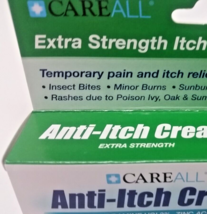 CAREALL®
Extra Strength Itch
Temporary pain and itch relie
• Insect Bites • Minor Burns • Sunbu
• Rashes due to Poison Ivy, Oak & Sum
Anti-Itch Crea
EXTRA STRENGTH
CAREALL®
Anti-Itch Cr